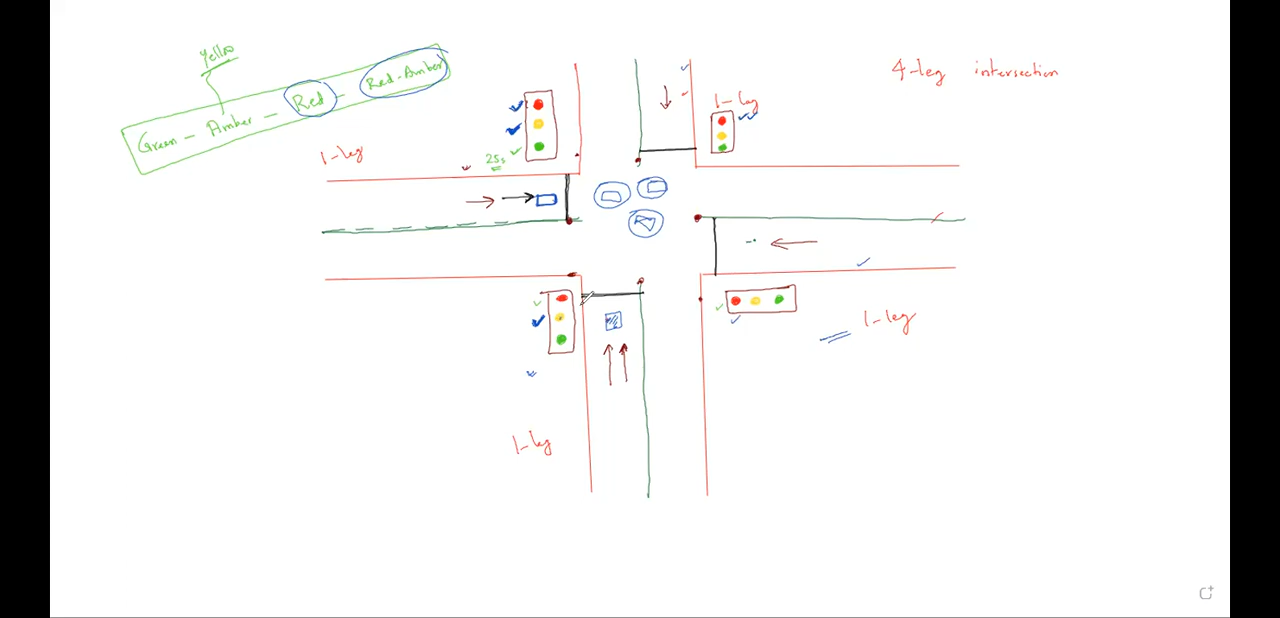 Yellow
Green - Amber - Red - Red-Amber
4-leg intersection
1-leg
1-leg
25s
1-leg
1-leg